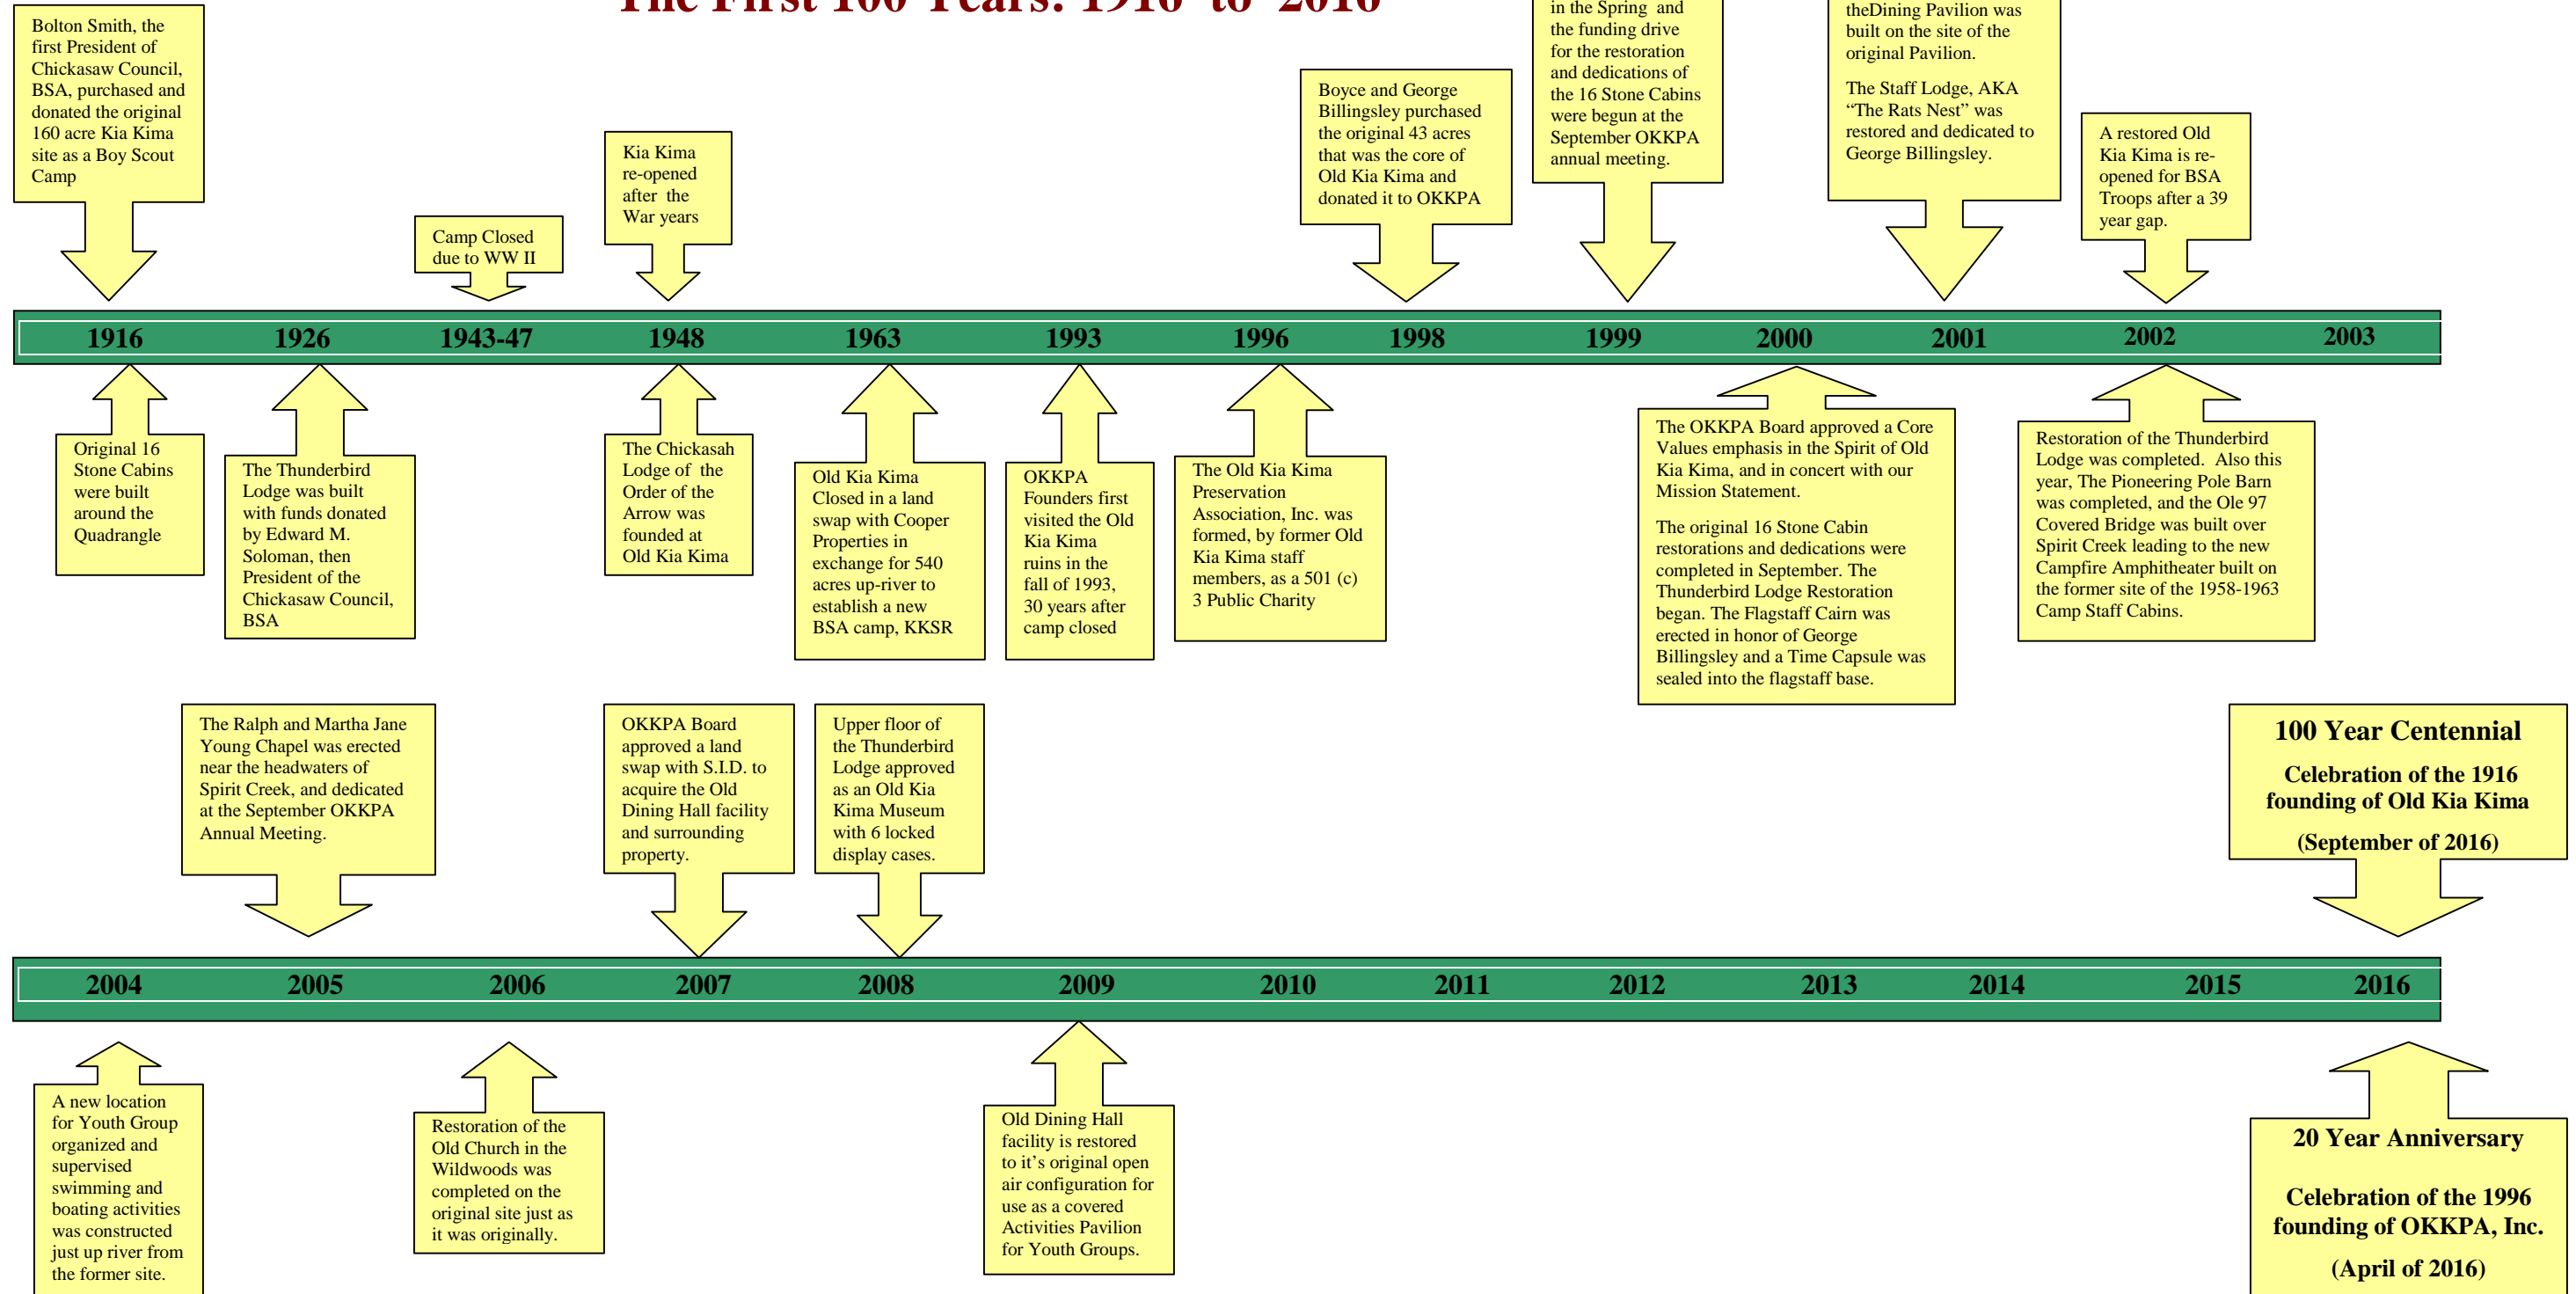 The First 100 Years: 1916 to 2016
Bolton Smith, the
first President of
Chickasaw Council,
BSA, purchased and
donated the original
160 acre Kia Kima
site as a Boy Scout
Camp
Camp Closed
due to WW II
Kia Kima
re-opened
after the
War years
Boyce and George
Billingsley purchased
the original 43 acres
that was the core of
Old Kia Kima and
donated it to OKKPA
in the Spring and
the funding drive
for the restoration
and dedications of
the 16 Stone Cabins
were begun at the
September OKKPA
annual meeting.
theDining Pavilion was
built on the site of the
original Pavilion.
The Staff Lodge, AKA
“The Rats Nest” was
restored and dedicated to
George Billingsley.
A restored Old
Kia Kima is re-
opened for BSA
Troops after a 39
year gap.
1916 1926 1943-47 1948 1963 1993 1996 1998 1999 2000 2001 2002 2003
Original 16
Stone Cabins
were built
around the
Quadrangle
The Thunderbird
Lodge was built
with funds donated
by Edward M.
Soloman, then
President of the
Chickasaw Council,
BSA
The Chickasah
Lodge of the
Order of the
Arrow was
founded at
Old Kia Kima
Old Kia Kima
Closed in a land
swap with Cooper
Properties in
exchange for 540
acres up-river to
establish a new
BSA camp, KKSR
OKKPA
Founders first
visited the Old
Kia Kima
ruins in the
fall of 1993,
30 years after
camp closed
The Old Kia Kima
Preservation
Association, Inc. was
formed, by former Old
Kia Kima staff
members, as a 501 (c)
3 Public Charity
The OKKPA Board approved a Core
Values emphasis in the Spirit of Old
Kia Kima, and in concert with our
Mission Statement.
The original 16 Stone Cabin
restorations and dedications were
completed in September. The
Thunderbird Lodge Restoration
began. The Flagstaff Cairn was
erected in honor of George
Billingsley and a Time Capsule was
sealed into the flagstaff base.
Restoration of the Thunderbird
Lodge was completed. Also this
year, The Pioneering Pole Barn
was completed, and the Ole 97
Covered Bridge was built over
Spirit Creek leading to the new
Campfire Amphitheater built on
the former site of the 1958-1963
Camp Staff Cabins.
The Ralph and Martha Jane
Young Chapel was erected
near the headwaters of
Spirit Creek, and dedicated
at the September OKKPA
Annual Meeting.
OKKPA Board
approved a land
swap with S.I.D. to
acquire the Old
Dining Hall facility
and surrounding
property.
Upper floor of
the Thunderbird
Lodge approved
as an Old Kia
Kima Museum
with 6 locked
display cases.
100 Year Centennial
Celebration of the 1916
founding of Old Kia Kima
(September of 2016)
2004 2005 2006 2007 2008 2009 2010 2011 2012 2013 2014 2015 2016
A new location
for Youth Group
organized and
supervised
swimming and
boating activities
was constructed
just up river from
the former site.
Restoration of the
Old Church in the
Wildwoods was
completed on the
original site just as
it was originally.
Old Dining Hall
facility is restored
to it’s original open
air configuration for
use as a covered
Activities Pavilion
for Youth Groups.
20 Year Anniversary
Celebration of the 1996
founding of OKKPA, Inc.
(April of 2016)